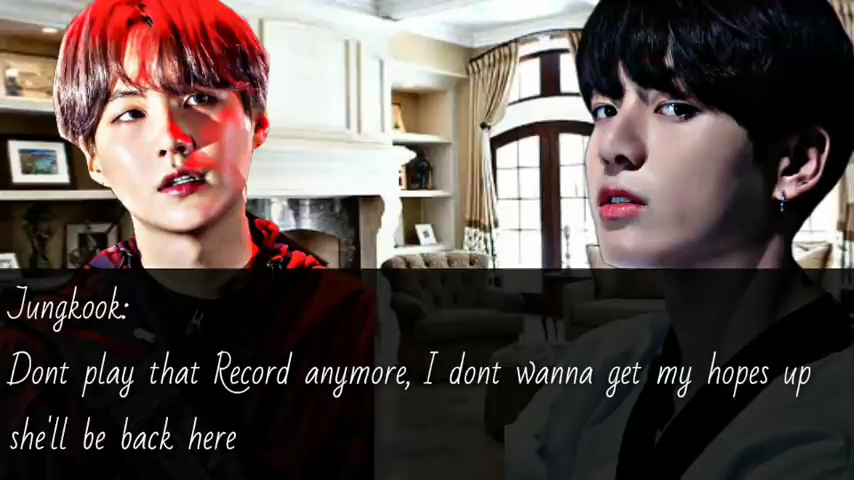 Jungkook:
Dont play that Record anymore, I dont wanna get my hopes up
she'll be back here